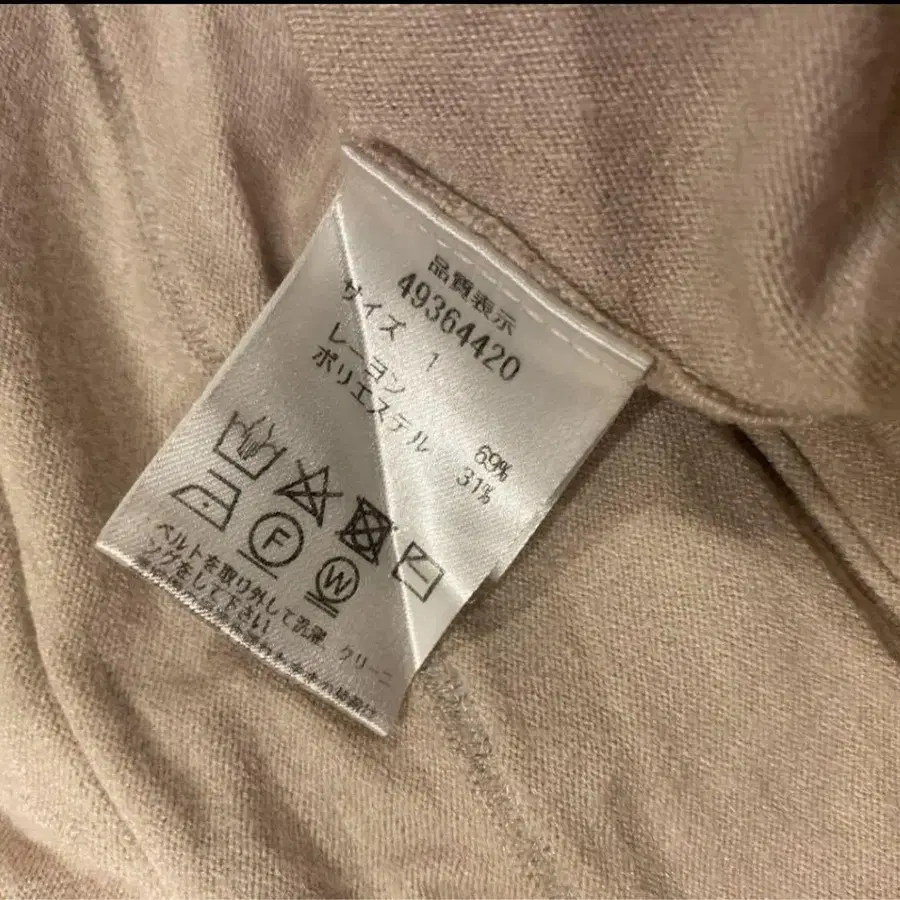 品質表示
49364420
サイズ 1
レーヨン 69%
ポリエステル 31%
F
W
ベルトを取り外して洗濯、クリーニ
ングをして下さい。